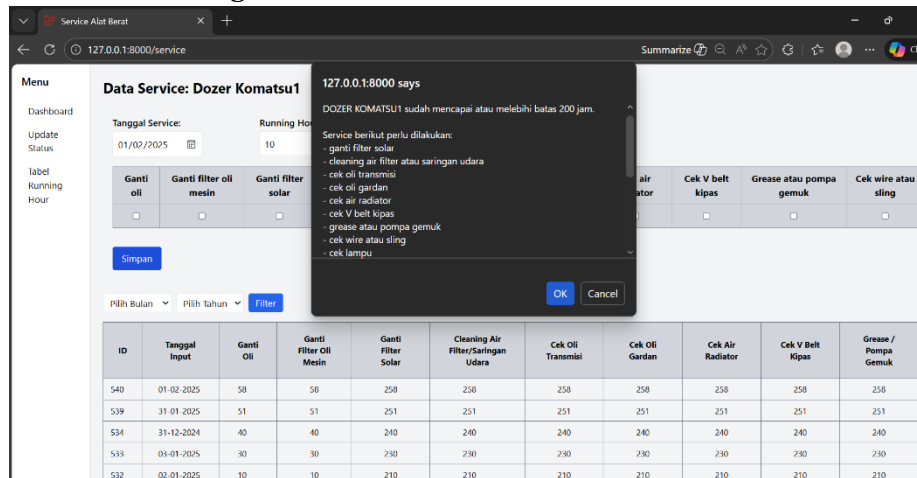 Service Alat Berat
127.0.0.1:8000/service
Summarize
Menu
Dashboard
Update
Status
Tabel
Running
Hour
Data Service: Dozer Komatsu1
Tanggal Service:
Running Hou
01/02/2025
10
127.0.0.1:8000 says
DOZER KOMATSU1 sudah mencapai atau melebihi batas 200 jam.
Service berikut perlu dilakukan:
- ganti filter solar
- cleaning air filter atau saringan udara
- cek oli transmisi
- cek oli gardan
- cek air radiator
- cek V belt kipas
- grease atau pompa gemuk
- cek wire atau sling
- cek lampu
OK Cancel
Ganti oli
Ganti filter oli mesin
Ganti filter solar
air
ator
Cek V belt kipas
Grease atau pompa gemuk
Cek wire atau sling
Simpan
Pilih Bulan Pilih Tahun Filter
ID Tanggal Input Ganti Oli Ganti Filter Oli Mesin Ganti Filter Solar Cleaning Air Filter/Saringan Udara Cek Oli Transmisi Cek Oli Gardan Cek Air Radiator Cek V Belt Kipas Grease / Pompa Gemuk
540 01-02-2025 58 58 258 258 258 258 258 258 258
539 31-01-2025 51 51 251 251 251 251 251 251 251
534 31-12-2024 40 40 240 240 240 240 240 240 240
533 03-01-2025 30 30 230 230 230 230 230 230 230
532 02-01-2025 10 10 210 210 210 210 210 210 210